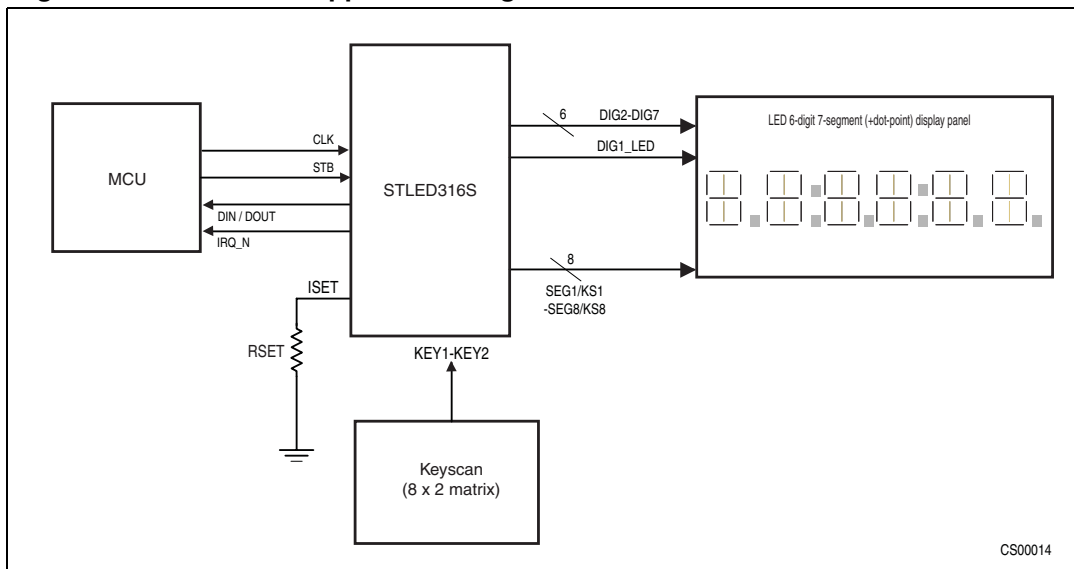 MCU
CLK
STB
DIN / DOUT
IRQ_N
STLED316S
ISET
RSET
KEY1-KEY2
Keyscan
(8 x 2 matrix)
6
DIG2-DIG7
DIG1_LED
8
SEG1/KS1
-SEG8/KS8
LED 6-digit 7-segment (+dot-point) display panel
CS00014